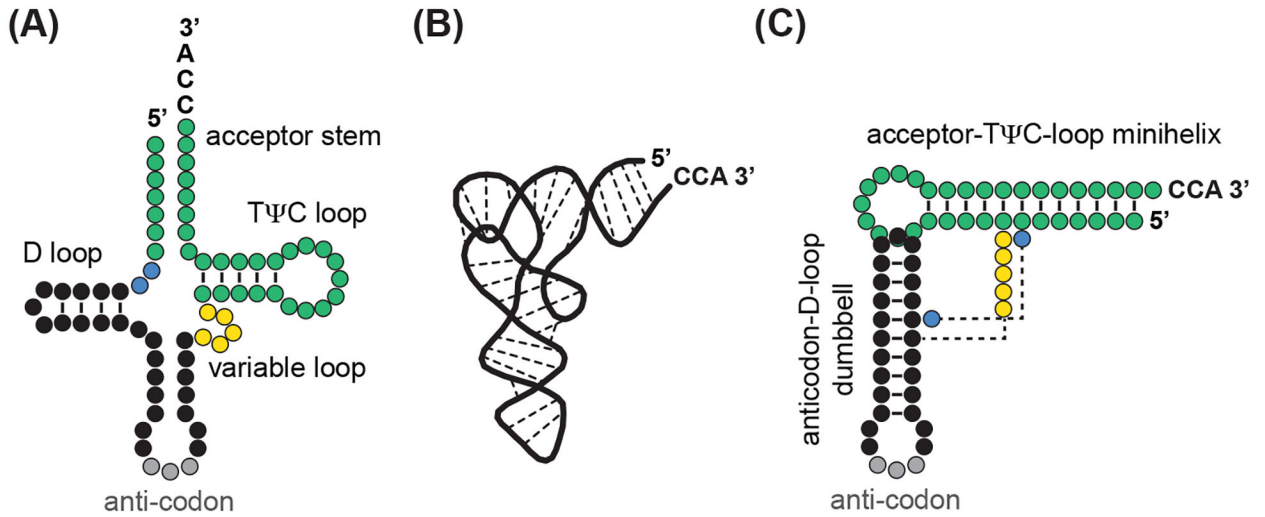 (A)
3’
A
C
C
5’
acceptor stem
TΨC loop
D loop
variable loop
anti-codon
(B)
5’
CCA 3’
(C)
acceptor-TΨC-loop minihelix
CCA 3’
5’
anticodon-D-loop
dumbbell
anti-codon